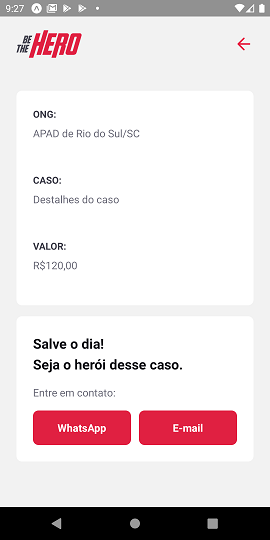 9:27
BE
THE HERO
ONG:
APAD de Rio do Sul/SC
CASO:
Destalhes do caso
VALOR:
R$120,00
Salve o dia!
Seja o herói desse caso.
Entre em contato:
WhatsApp E-mail